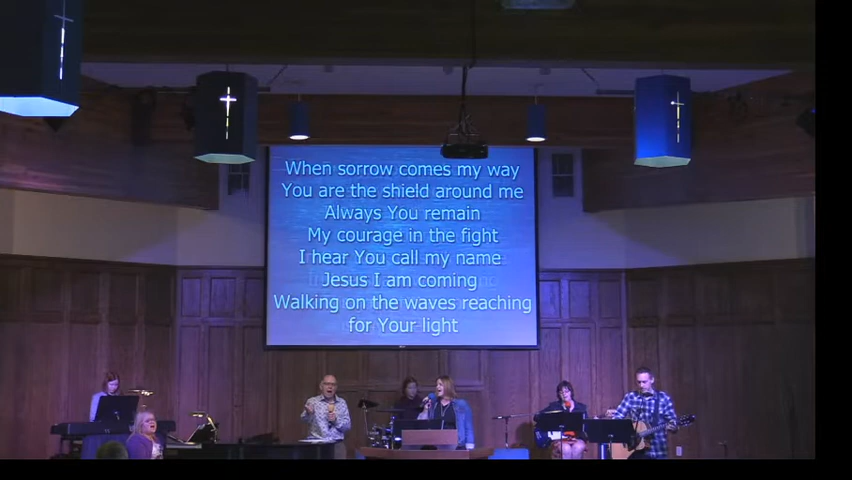 When sorrow comes my way
You are the shield around me
Always You remain
My courage in the fight
I hear You call my name
Jesus I am coming
Walking on the waves reaching
for Your light